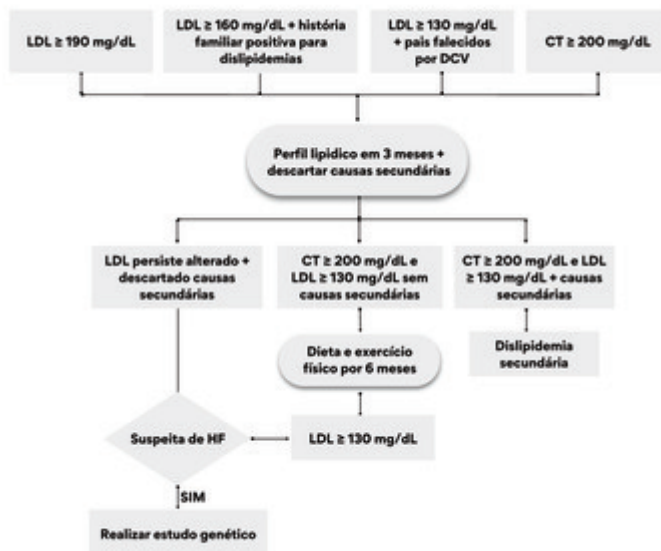 LDL ≥ 190 mg/dL
LDL ≥ 160 mg/dL + história
familiar positiva para
dislipidemias
LDL ≥ 130 mg/dL
+ pais falecidos
por DCV
CT ≥ 200 mg/dL
Perfil lipidico em 3 meses +
descartar causas secundárias
LDL persiste alterado +
descartado causas
secundárias
CT ≥ 200 mg/dL e
LDL ≥ 130 mg/dL sem
causas secundárias
CT ≥ 200 mg/dL e LDL
≥ 130 mg/dL + causas
secundárias
Dieta e exercício
físico por 6 meses
Dislipidemia
secundária
Suspeita de HF
LDL ≥ 130 mg/dL
SIM
Realizar estudo genético